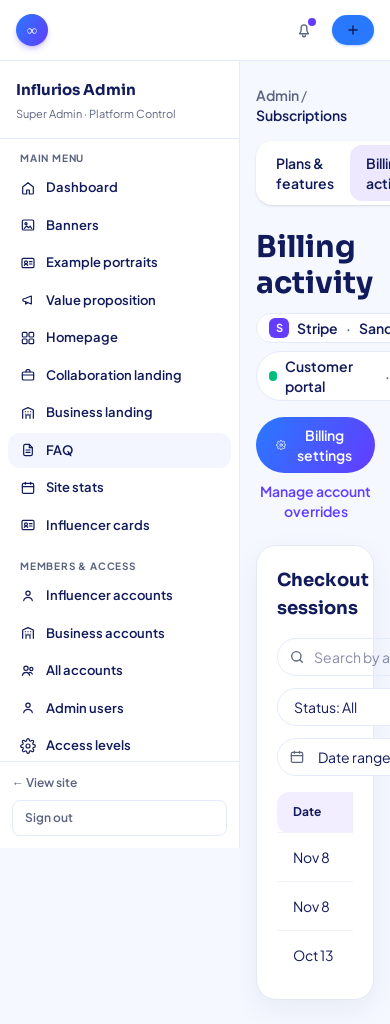 ∞
+
Influrios Admin
Super Admin · Platform Control
MAIN MENU
Dashboard
Banners
Example portraits
Value proposition
Homepage
Collaboration landing
Business landing
FAQ
Site stats
Influencer cards
MEMBERS & ACCESS
Influencer accounts
Business accounts
All accounts
Admin users
Access levels
← View site
Sign out
Admin /
Subscriptions
Plans &
features
Billing
activity
S Stripe ·
Customer
portal ·
Billing
settings
Manage account
overrides
Checkout
sessions
Search by a
Status: All
Date range
Date
Nov 8
Nov 8
Oct 13